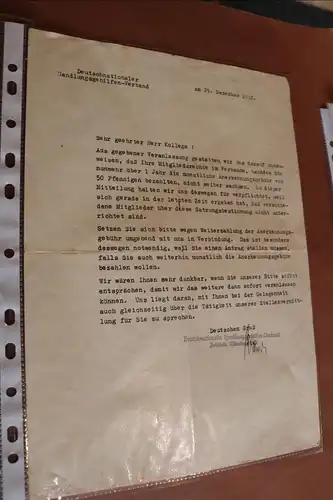 Deutschnationaler
Handlungsgehilfen-Verband
am 29. Dezember
Sehr geehrter Herr Kollege !
Aus gegebener Veranlassung gestatten wir uns darauf hinzu-
weisen, daß Ihre Mitgliedsrechte im Verbande, nachdem Sie
nunmehr über 1 Jahr die monatliche Anerkennungsgebühr von
50 Pfennigen bezahlten, nicht weiter wachsen. Zu dieser
Mitteilung halten wir uns deswegen für verpflichtet, weil
sich gerade in der letzten Zeit ergeben hat, daß verschie-
dene Mitglieder über diese Satzungsbestimmung nicht unter-
richtet sind.
Setzen Sie sich bitte wegen Weiterzahlung der Anerkennungs-
gebühr umgehend mit uns in Verbindung. Das ist besonders
deswegen notwendig, weil Sie einen Antrag stellen müssen,
falls Sie auch weiterhin monatlich die Anerkennungsgebühr
bezahlen wollen.
Wir wären Ihnen sehr dankbar, wenn Sie unserer Bitte sofort
entsprächen, damit wir das weitere dann sofort veranlassen
können. Uns liegt daran, mit Ihnen bei der Gelegenheit
auch gleichzeitig über die Tätigkeit unserer Stellenvermitt-
lung für Sie zu sprechen.
Deutschen Gruß
Deutschnationaler Handlungsgehilfen-Verband